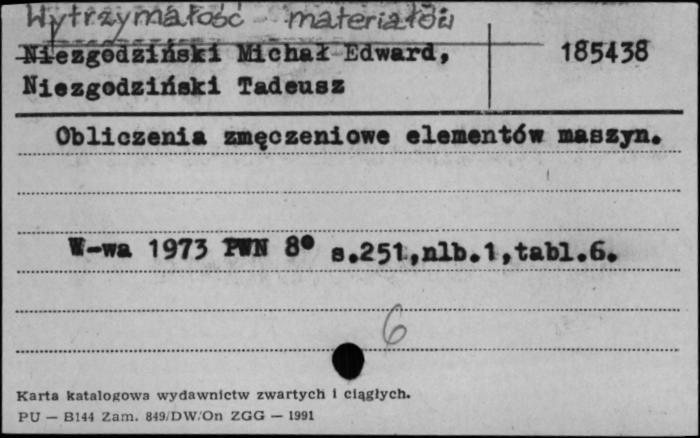 Wytrzymałość materiałów
Niezgodziński Michał Edward, 185438
Niezgodziński Tadeusz
Obliczenia zmęczeniowe elementów maszyn.
W-wa 1973 PWN 8° s.251,nlb.1,tabl.6.
6
Karta katalogowa wydawnictw zwartych i ciągłych.
PU — B144 Zam. 849/DW/On ZGG — 1991